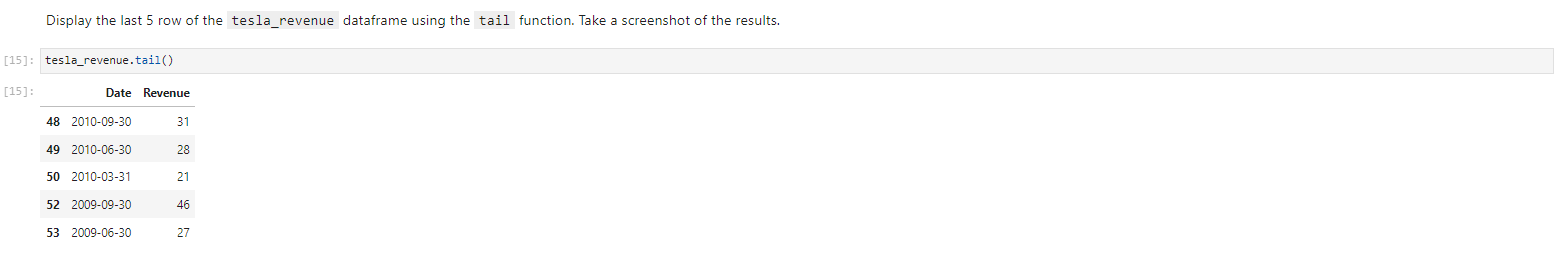 Display the last 5 row of the tesla_revenue dataframe using the tail function. Take a screenshot of the results.
[15]: tesla_revenue.tail()
[15]: Date Revenue
48 2010-09-30 31
49 2010-06-30 28
50 2010-03-31 21
52 2009-09-30 46
53 2009-06-30 27